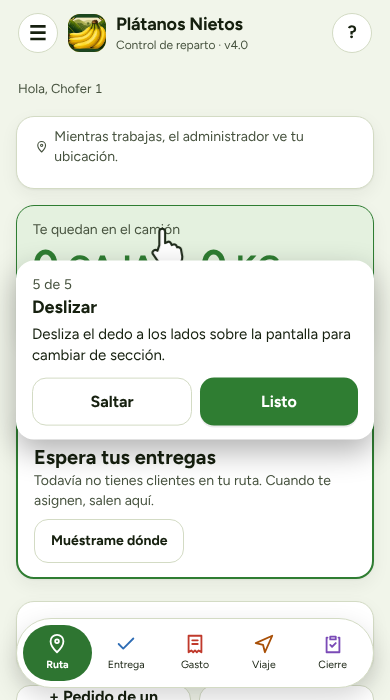 Plátanos Nietos
Control de reparto · v4.0
?
Hola, Chofer 1
Mientras trabajas, el administrador ve tu
ubicación.
Te quedan en el camión
5 de 5
Deslizar
Desliza el dedo a los lados sobre la pantalla para
cambiar de sección.
Saltar
Listo
Espera tus entregas
Todavía no tienes clientes en tu ruta. Cuando te
asignen, salen aquí.
Muéstrame dónde
Ruta
Entrega
Gasto
Viaje
Cierre
+ Pedido de un